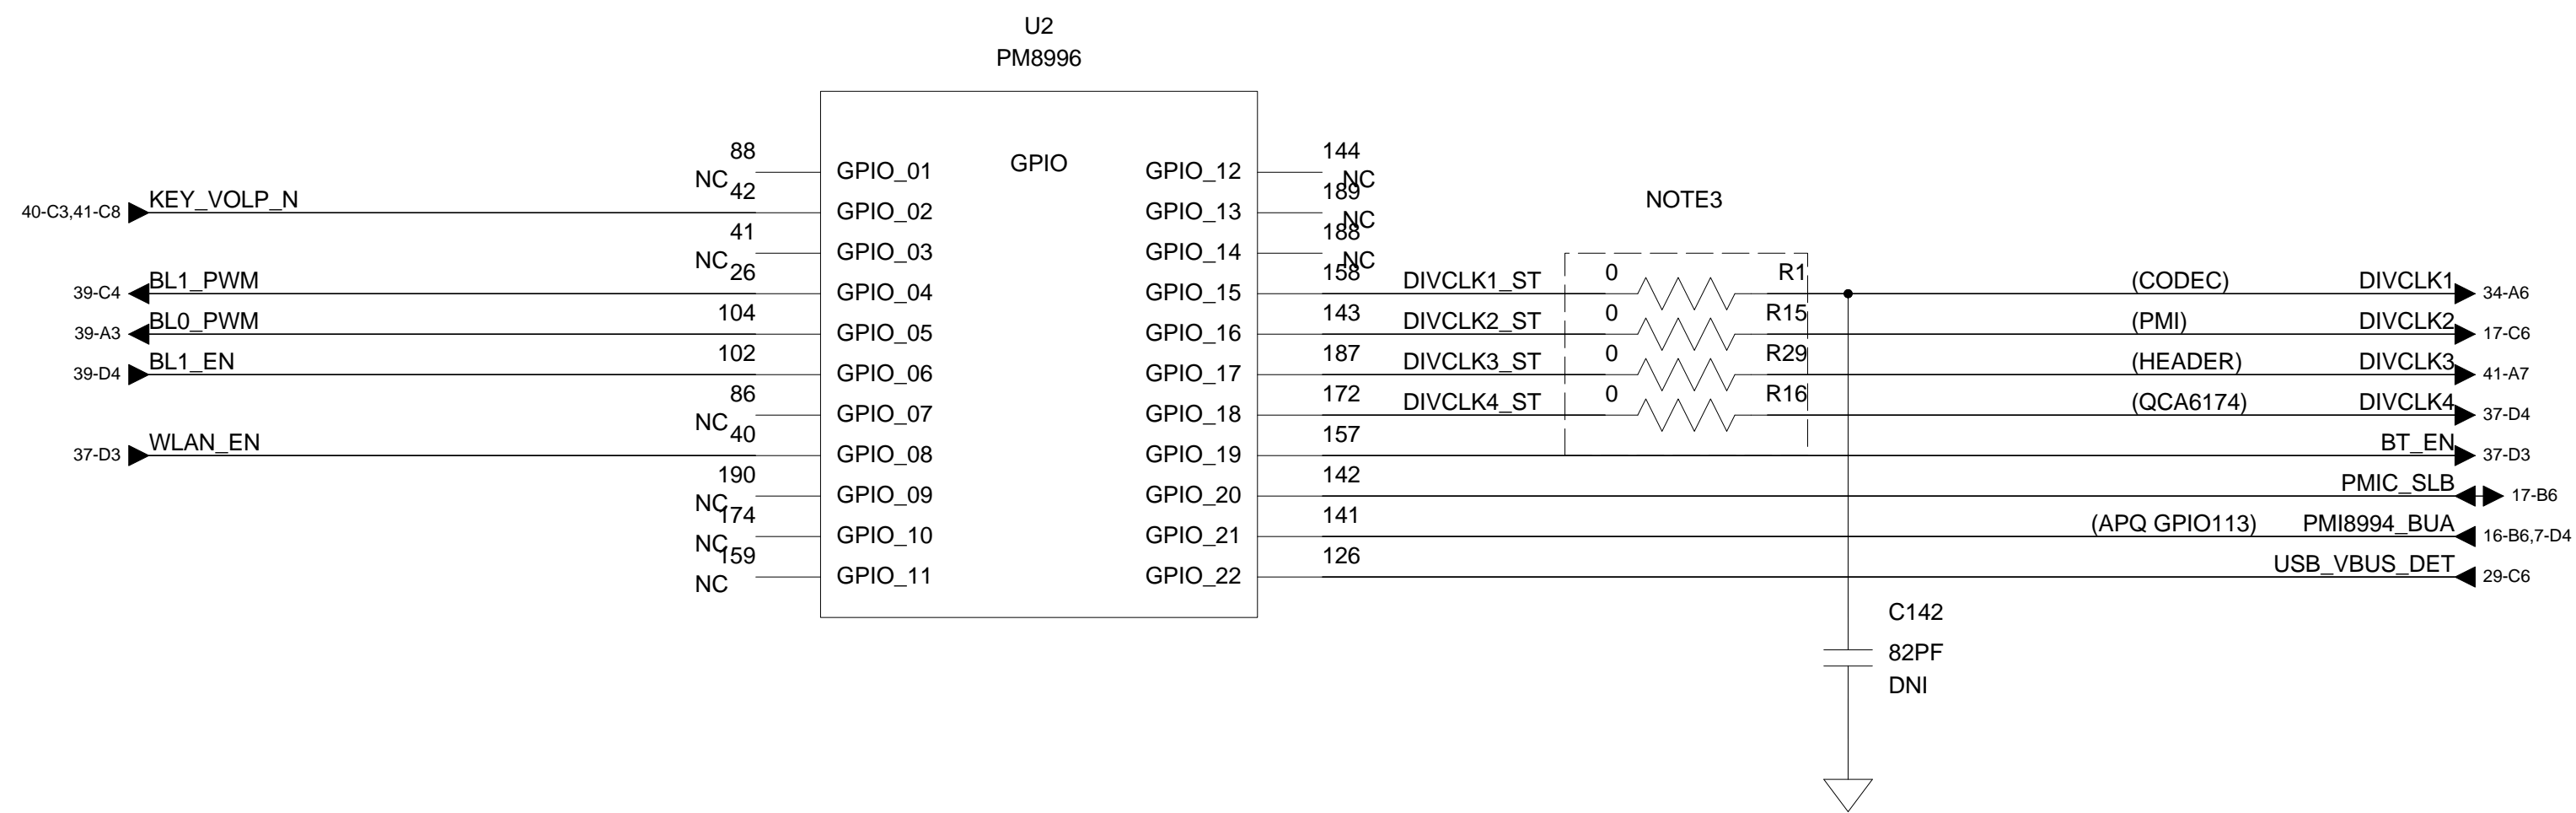 U2
PM8996
GPIO
88
NC
GPIO_01
40-C3,41-C8 KEY_VOLP_N 42 GPIO_02
41
NC
GPIO_03
39-C4 BL1_PWM 26 GPIO_04
39-A3 BL0_PWM 104 GPIO_05
39-D4 BL1_EN 102 GPIO_06
86
NC
GPIO_07
37-D3 WLAN_EN 40 GPIO_08
190
NC
GPIO_09
174
NC
GPIO_10
159
NC
GPIO_11
GPIO_12 144
NC
GPIO_13 189
NC
GPIO_14 188
NC
NOTE3
GPIO_15 158 DIVCLK1_ST 0 R1 (CODEC) DIVCLK1 34-A6
GPIO_16 143 DIVCLK2_ST 0 R15 (PMI) DIVCLK2 17-C6
GPIO_17 187 DIVCLK3_ST 0 R29 (HEADER) DIVCLK3 41-A7
GPIO_18 172 DIVCLK4_ST 0 R16 (QCA6174) DIVCLK4 37-D4
GPIO_19 157 BT_EN 37-D3
GPIO_20 142 PMIC_SLB 17-B6
GPIO_21 141 (APQ GPIO113) PMI8994_BUA 16-B6,7-D4
GPIO_22 126 USB_VBUS_DET 29-C6
C142
82PF
DNI